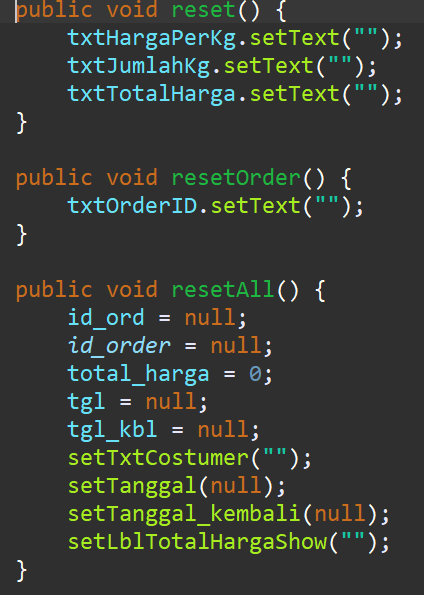 public void reset() {
    txtHargaPerKg.setText("");
    txtJumlahKg.setText("");
    txtTotalHarga.setText("");
}

public void resetOrder() {
    txtOrderID.setText("");
}

public void resetAll() {
    id_ord = null;
    id_order = null;
    total_harga = 0;
    tgl = null;
    tgl_kbl = null;
    setTxtCostumer("");
    setTanggal(null);
    setTanggal_kembali(null);
    setLblTotalHargaShow("");
}